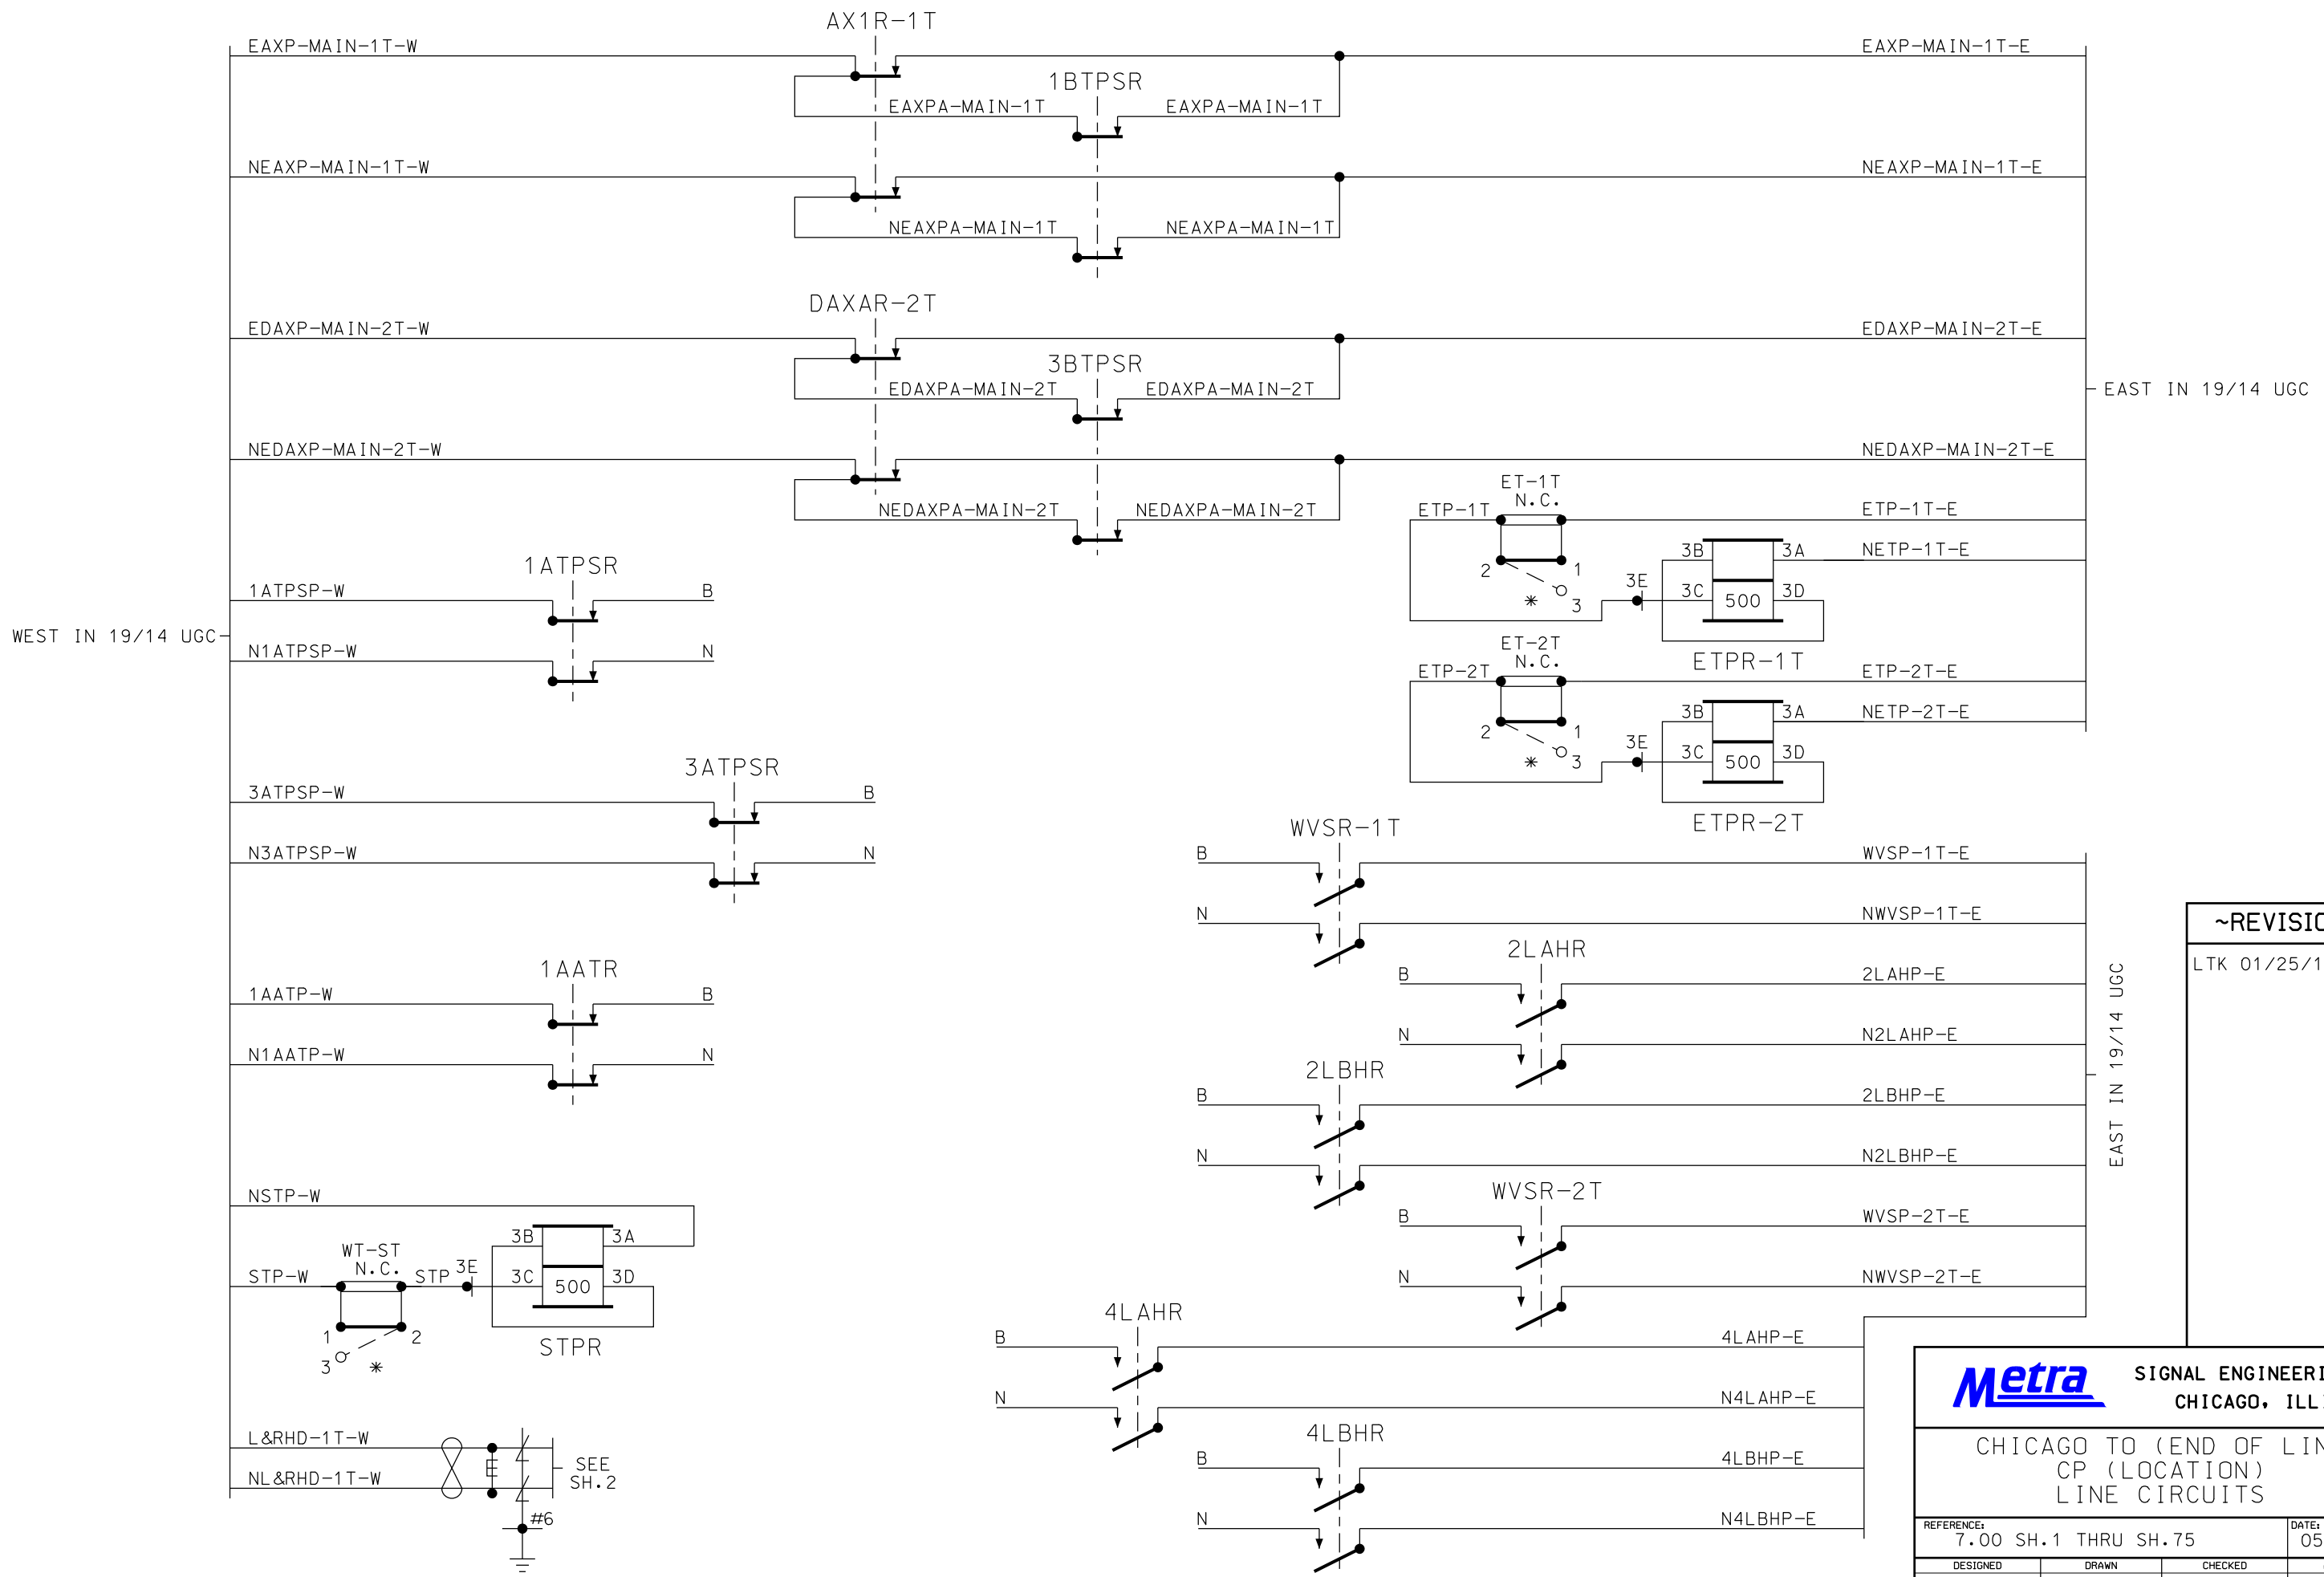 AX1R-1T
EAXP-MAIN-1T-W
EAXP-MAIN-1T-E
1BTPSR
EAXPA-MAIN-1T
EAXPA-MAIN-1T
NEAXP-MAIN-1T-W
NEAXP-MAIN-1T-E
NEAXPA-MAIN-1T
NEAXPA-MAIN-1T
DAXAR-2T
EDAXP-MAIN-2T-W
EDAXP-MAIN-2T-E
3BTPSR
EDAXPA-MAIN-2T
EDAXPA-MAIN-2T
EAST IN 19/14 UGC
NEDAXP-MAIN-2T-W
NEDAXP-MAIN-2T-E
NEDAXPA-MAIN-2T
NEDAXPA-MAIN-2T
ET-1T
N.C.
ETP-1T
ETP-1T-E
3B
3A
NETP-1T-E
2
1
3E
3C
500
3D
*
3
ETPR-1T
1ATPSR
1ATPSP-W
B
WEST IN 19/14 UGC
N1ATPSP-W
N
ET-2T
N.C.
ETP-2T
ETP-2T-E
3B
3A
NETP-2T-E
2
1
3E
3C
500
3D
*
3
ETPR-2T
3ATPSR
3ATPSP-W
B
N3ATPSP-W
N
WVSR-1T
B
WVSP-1T-E
N
NWVSP-1T-E
2LAHR
B
2LAHP-E
N
N2LAHP-E
EAST IN 19/14 UGC
1AATR
1AATP-W
B
N1AATP-W
N
2LBHR
B
2LBHP-E
N
N2LBHP-E
WVSR-2T
B
WVSP-2T-E
N
NWVSP-2T-E
NSTP-W
WT-ST
N.C.
STP-W
STP
3E
3B
3A
3C
500
3D
1
2
3
*
STPR
4LAHR
B
4LAHP-E
N
N4LAHP-E
4LBHR
B
4LBHP-E
N
N4LBHP-E
L&RHD-1T-W
NL&RHD-1T-W
SEE
SH.2
#6
~REVISIO
LTK 01/25/1
Metra
SIGNAL ENGINEERI
CHICAGO, ILLI
CHICAGO TO (END OF LIN
CP (LOCATION)
LINE CIRCUITS
REFERENCE:
7.00 SH.1 THRU SH.75
DATE:
05
DESIGNED
DRAWN
CHECKED